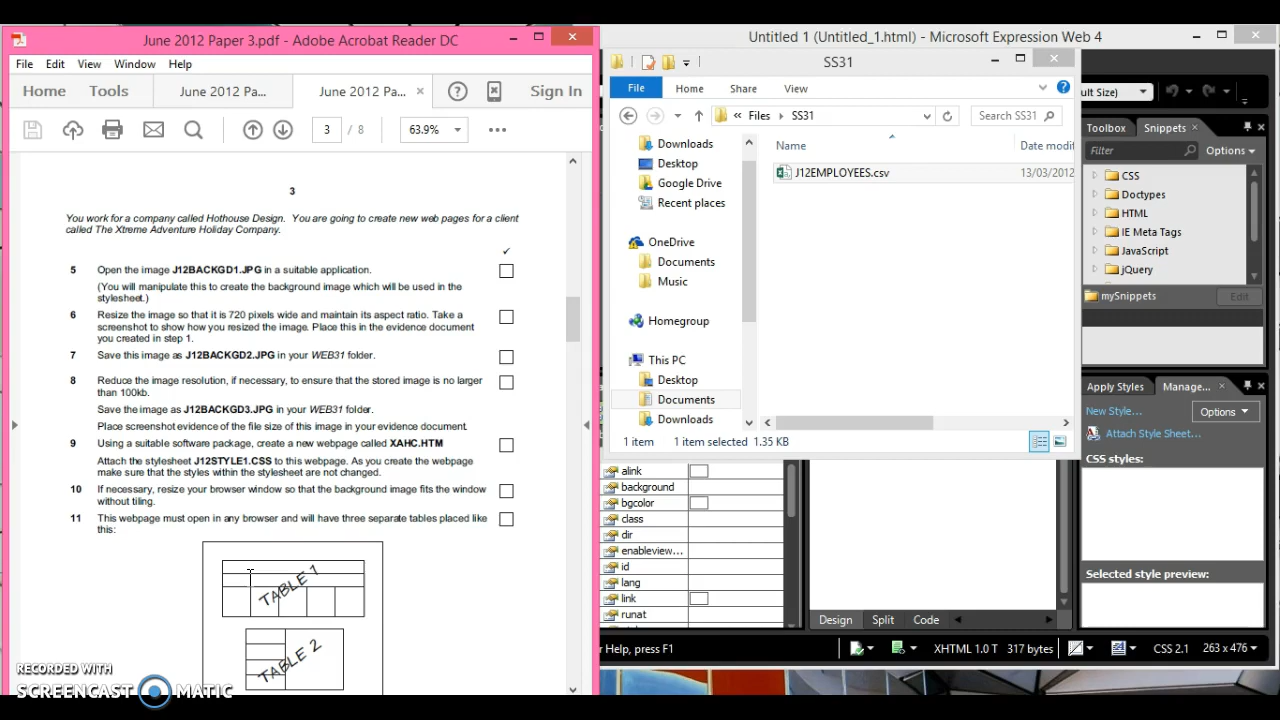 June 2012 Paper 3.pdf - Adobe Acrobat Reader DC
File Edit View Window Help
Home Tools June 2012 Pa... June 2012 Pa... × Sign In
3 / 8 63.9%
3
You work for a company called Hothouse Design. You are going to create new web pages for a client
called The Xtreme Adventure Holiday Company.
✓
5 Open the image J12BACKGD1.JPG in a suitable application.
(You will manipulate this to create the background image which will be used in the
stylesheet.)
6 Resize the image so that it is 720 pixels wide and maintain its aspect ratio. Take a
screenshot to show how you resized the image. Place this in the evidence document
you created in step 1.
7 Save this image as J12BACKGD2.JPG in your WEB31 folder.
8 Reduce the image resolution, if necessary, to ensure that the stored image is no larger
than 100kb.
Save the image as J12BACKGD3.JPG in your WEB31 folder.
Place screenshot evidence of the file size of this image in your evidence document.
9 Using a suitable software package, create a new webpage called XAHC.HTM
Attach the stylesheet J12STYLE1.CSS to this webpage. As you create the webpage
make sure that the styles within the stylesheet are not changed.
10 If necessary, resize your browser window so that the background image fits the window
without tiling.
11 This webpage must open in any browser and will have three separate tables placed like
this:
TABLE 1
TABLE 2
RECORDED WITH
SCREENCAST MATIC
Untitled 1 (Untitled_1.html) - Microsoft Expression Web 4
SS31
File Home Share View
« Files SS31 Search SS31
Downloads
Desktop
Google Drive
Recent places
OneDrive
Documents
Music
Homegroup
This PC
Desktop
Documents
Downloads
Name Date modif
J12EMPLOYEES.csv 13/03/2012
1 item 1 item selected 1.35 KB
alink
background
bgcolor
class
dir
enableview...
id
lang
link
runat
Design Split Code
r Help, press F1
XHTML 1.0 T 317 bytes CSS 2.1 263 x 476
ult Size)
Toolbox Snippets ×
Filter Options
CSS
Doctypes
HTML
IE Meta Tags
JavaScript
jQuery
mySnippets Edit
Apply Styles Manage... ×
New Style... Options
Attach Style Sheet...
CSS styles:
Selected style preview: